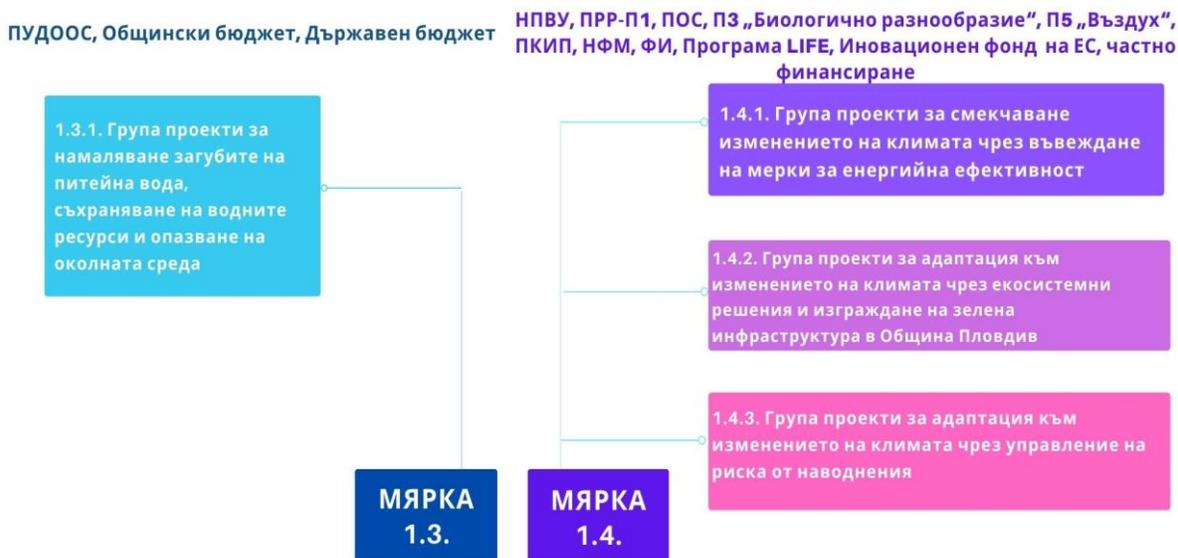 ПУДООС, Общински бюджет, Държавен бюджет
НПВУ, ПРР-П1, ПОС, П3 „Биологично разнообразие“, П5 „Въздух“,
ПКИП, НФМ, ФИ, Програма LIFE, Иновационен фонд на ЕС, частно
финансиране
1.3.1. Група проекти за
намаляване загубите на
питейна вода,
съхраняване на водните
ресурси и опазване на
околната среда
1.4.1. Група проекти за смекчаване
изменението на климата чрез въвеждане
на мерки за енергийна ефективност
1.4.2. Група проекти за адаптация към
изменението на климата чрез екосистемни
решения и изграждане на зелена
инфраструктура в Община Пловдив
1.4.3. Група проекти за адаптация към
изменението на климата чрез управление на
риска от наводнения
МЯРКА
1.3.
МЯРКА
1.4.